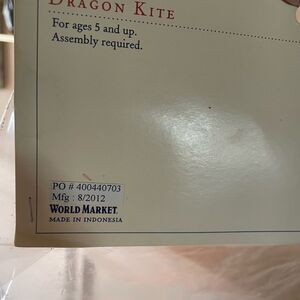 DRAGON KITE
For ages 5 and up.
Assembly required.
PO # 400440703
Mfg : 8/2012
WORLD MARKET
MADE IN INDONESIA